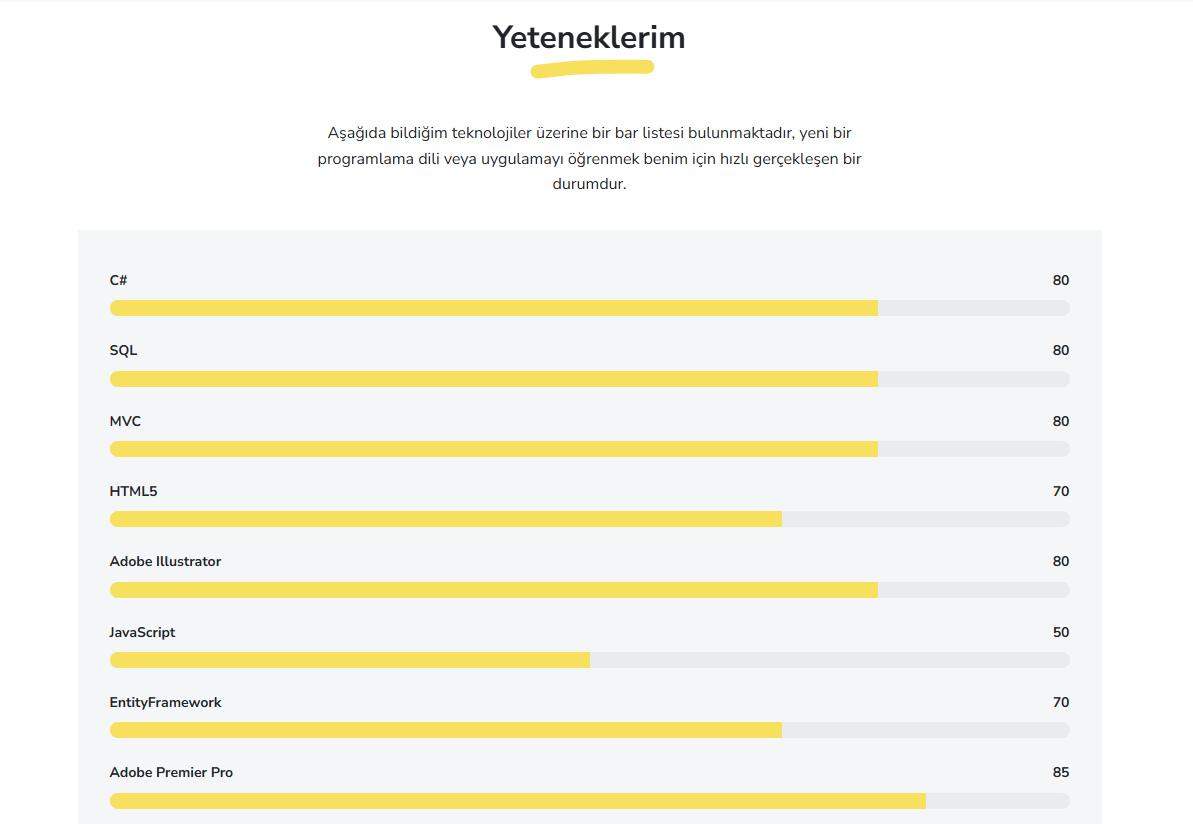 Yeteneklerim
Aşağıda bildiğim teknolojiler üzerine bir bar listesi bulunmaktadır, yeni bir
programlama dili veya uygulamayı öğrenmek benim için hızlı gerçekleşen bir
durumdur.
C# 80
SQL 80
MVC 80
HTML5 70
Adobe Illustrator 80
JavaScript 50
EntityFramework 70
Adobe Premier Pro 85